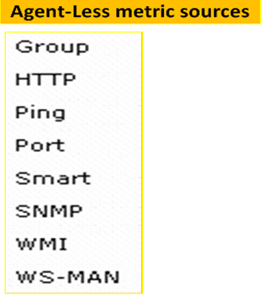 Agent-Less metric sources
Group
HTTP
Ping
Port
Smart
SNMP
WMI
WS-MAN